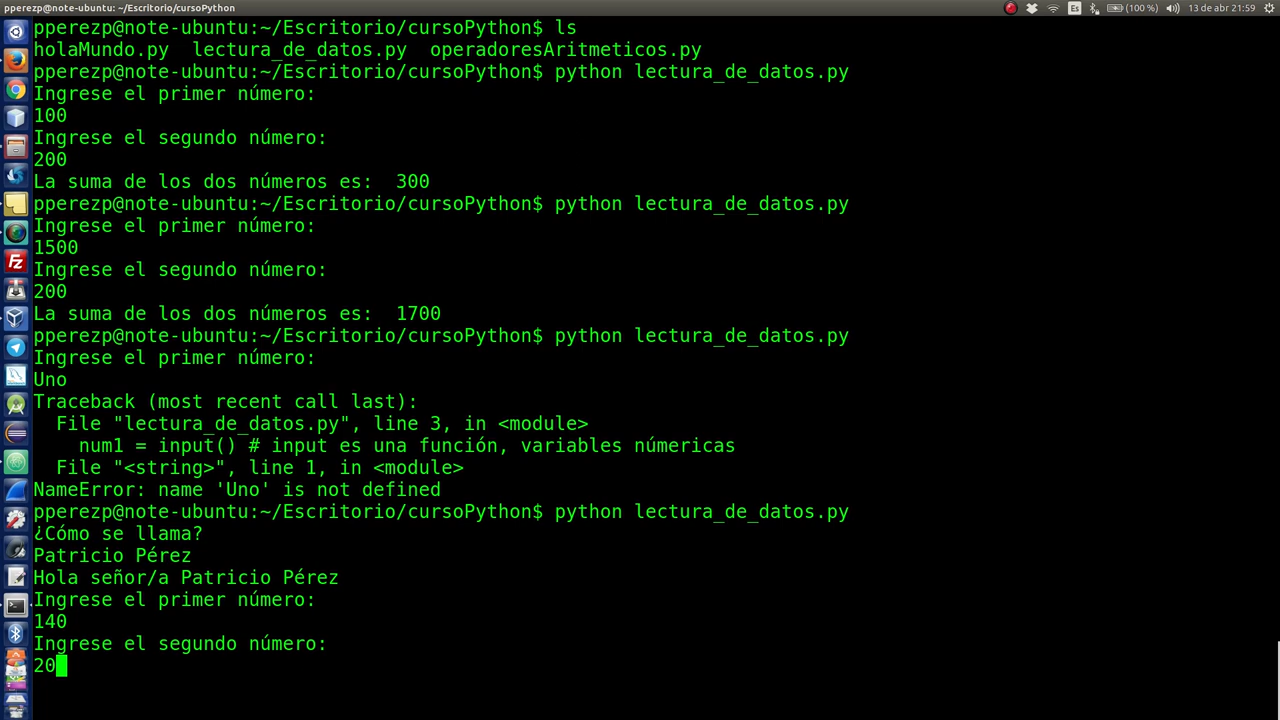 pperezp@note-ubuntu: ~/Escritorio/cursoPython
Es
(100 %)
13 de abr 21:59
pperezp@note-ubuntu:~/Escritorio/cursoPython$ ls
holaMundo.py  lectura_de_datos.py  operadoresAritmeticos.py
pperezp@note-ubuntu:~/Escritorio/cursoPython$ python lectura_de_datos.py
Ingrese el primer número:
100
Ingrese el segundo número:
200
La suma de los dos números es:  300
pperezp@note-ubuntu:~/Escritorio/cursoPython$ python lectura_de_datos.py
Ingrese el primer número:
1500
Ingrese el segundo número:
200
La suma de los dos números es:  1700
pperezp@note-ubuntu:~/Escritorio/cursoPython$ python lectura_de_datos.py
Ingrese el primer número:
Uno
Traceback (most recent call last):
  File "lectura_de_datos.py", line 3, in <module>
    num1 = input() # input es una función, variables númericas
  File "<string>", line 1, in <module>
NameError: name 'Uno' is not defined
pperezp@note-ubuntu:~/Escritorio/cursoPython$ python lectura_de_datos.py
¿Cómo se llama?
Patricio Pérez
Hola señor/a Patricio Pérez
Ingrese el primer número:
140
Ingrese el segundo número:
20